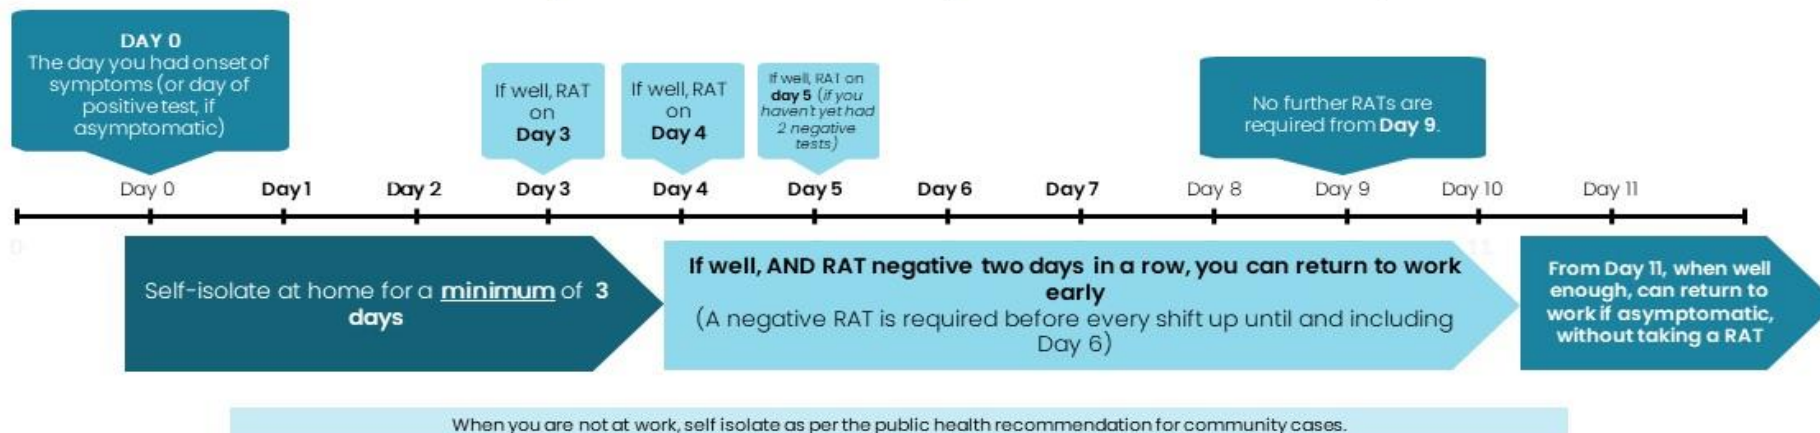 DAY 0
The day you had onset of
symptoms (or day of
positive test, if
asymptomatic)
If well, RAT
on
Day 3
If well, RAT
on
Day 4
If well, RAT on
day 5 (if you
haven't yet had
2 negative
tests)
No further RATs are
required from Day 9.
Day 0 Day 1 Day 2 Day 3 Day 4 Day 5 Day 6 Day 7 Day 8 Day 9 Day 10 Day 11
0 11
Self-isolate at home for a minimum of 3
days
If well, AND RAT negative two days in a row, you can return to work
early
(A negative RAT is required before every shift up until and including
Day 6)
From Day 11, when well
enough, can return to
work if asymptomatic,
without taking a RAT
When you are not at work, self isolate as per the public health recommendation for community cases.